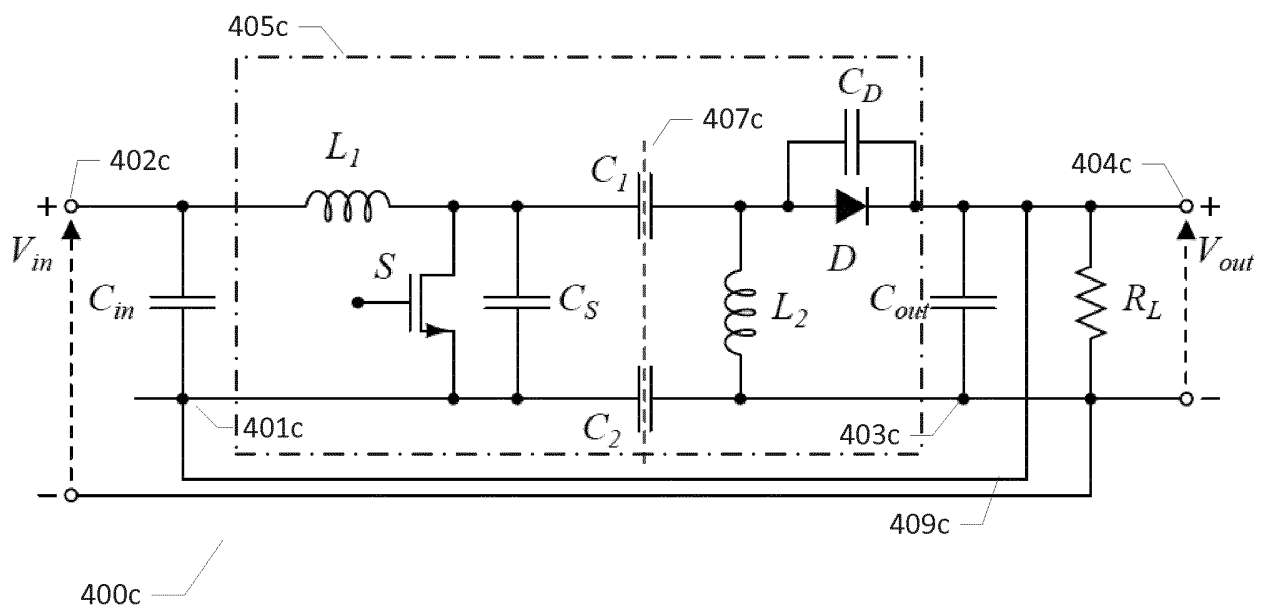 405c
C_D
407c
402c
L_1
C_1
404c
+
+
V_in
S
D
V_out
C_in
C_S
L_2
C_out
R_L
401c
C_2
403c
−
−
409c
400c